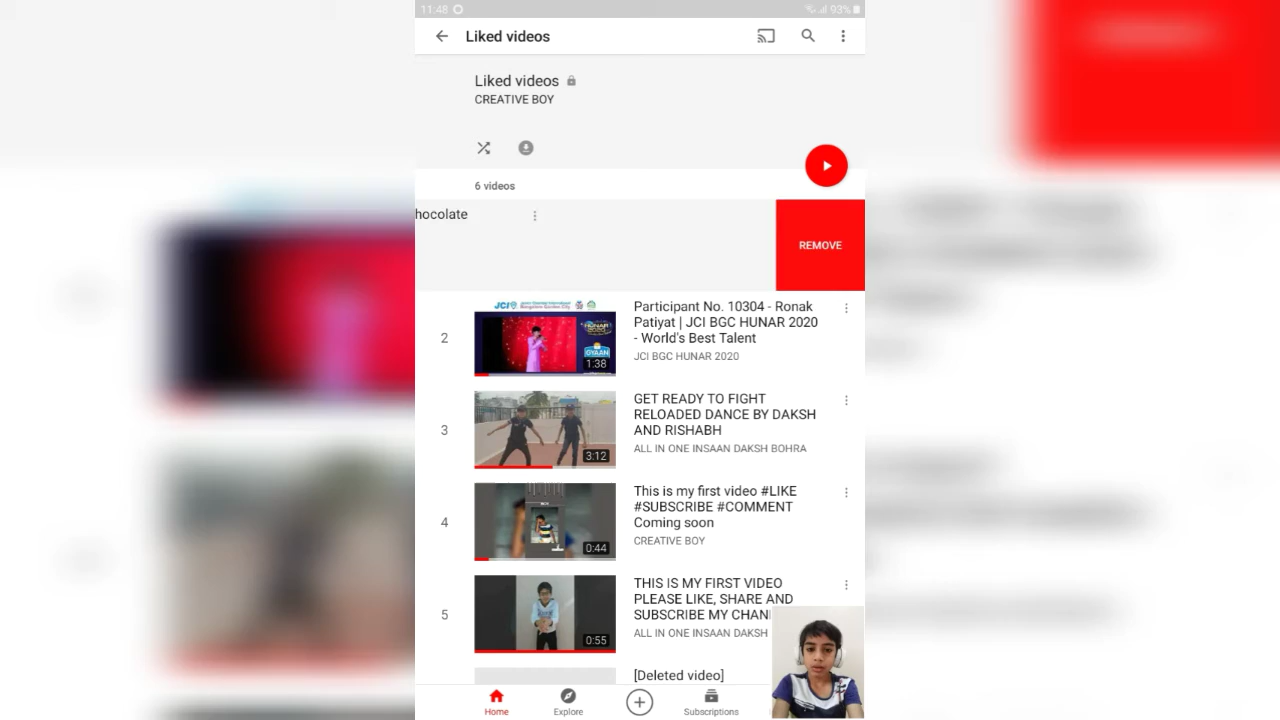 11:48
93%
Liked videos
Liked videos
CREATIVE BOY
6 videos
hocolate
REMOVE
2
JCI
HUNAR
GYAAN
1:38
Participant No. 10304 - Ronak
Patiyat | JCI BGC HUNAR 2020
- World's Best Talent
JCI BGC HUNAR 2020
3
3:12
GET READY TO FIGHT
RELOADED DANCE BY DAKSH
AND RISHABH
ALL IN ONE INSAAN DAKSH BOHRA
4
0:44
This is my first video #LIKE
#SUBSCRIBE #COMMENT
Coming soon
CREATIVE BOY
5
0:55
THIS IS MY FIRST VIDEO
PLEASE LIKE, SHARE AND
SUBSCRIBE MY CHAN
ALL IN ONE INSAAN DAKSH
[Deleted video]
Home
Explore
Subscriptions